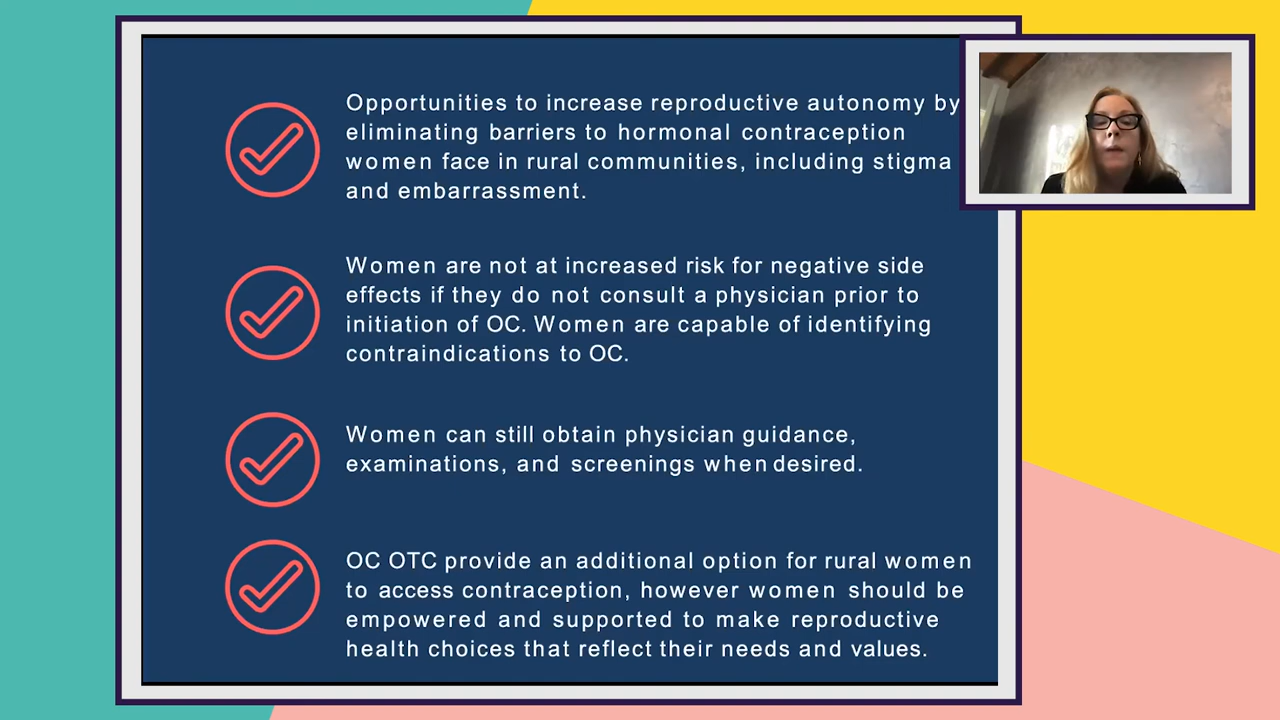 Opportunities to increase reproductive autonomy by
eliminating barriers to hormonal contraception
women face in rural communities, including stigma
and embarrassment.
Women are not at increased risk for negative side
effects if they do not consult a physician prior to
initiation of OC. Women are capable of identifying
contraindications to OC.
Women can still obtain physician guidance,
examinations, and screenings when desired.
OC OTC provide an additional option for rural women
to access contraception, however women should be
empowered and supported to make reproductive
health choices that reflect their needs and values.